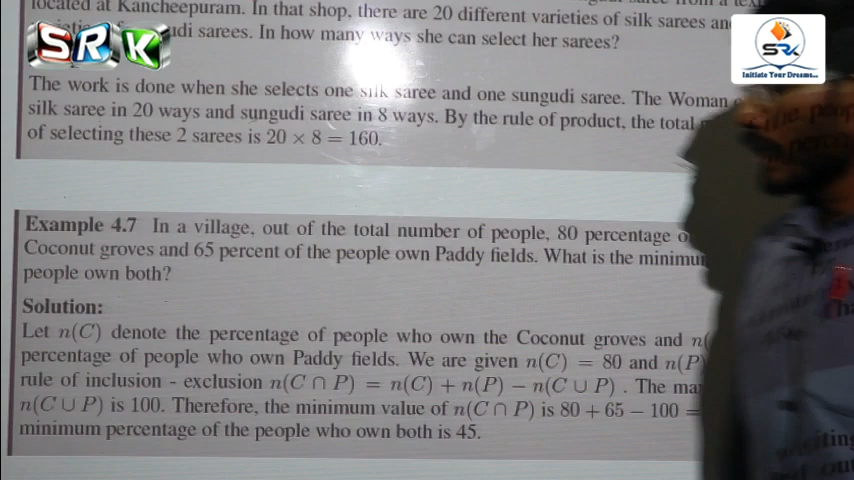 located at Kancheepuram. In that shop, there are 20 different varieties of silk sarees an
di sarees. In how many ways she can select her sarees?
SRK
SRK
Initiate Your Dreams...
The work is done when she selects one silk saree and one sungudi saree. The Woman
silk saree in 20 ways and sungudi saree in 8 ways. By the rule of product, the total
of selecting these 2 sarees is 20 × 8 = 160.
Example 4.7 In a village, out of the total number of people, 80 percentage o
Coconut groves and 65 percent of the people own Paddy fields. What is the minimu
people own both?
Solution:
Let n(C) denote the percentage of people who own the Coconut groves and n(
percentage of people who own Paddy fields. We are given n(C) = 80 and n(P)
rule of inclusion - exclusion n(C ∩ P) = n(C) + n(P) − n(C ∪ P) . The ma
n(C ∪ P) is 100. Therefore, the minimum value of n(C ∩ P) is 80 + 65 − 100 =
minimum percentage of the people who own both is 45.